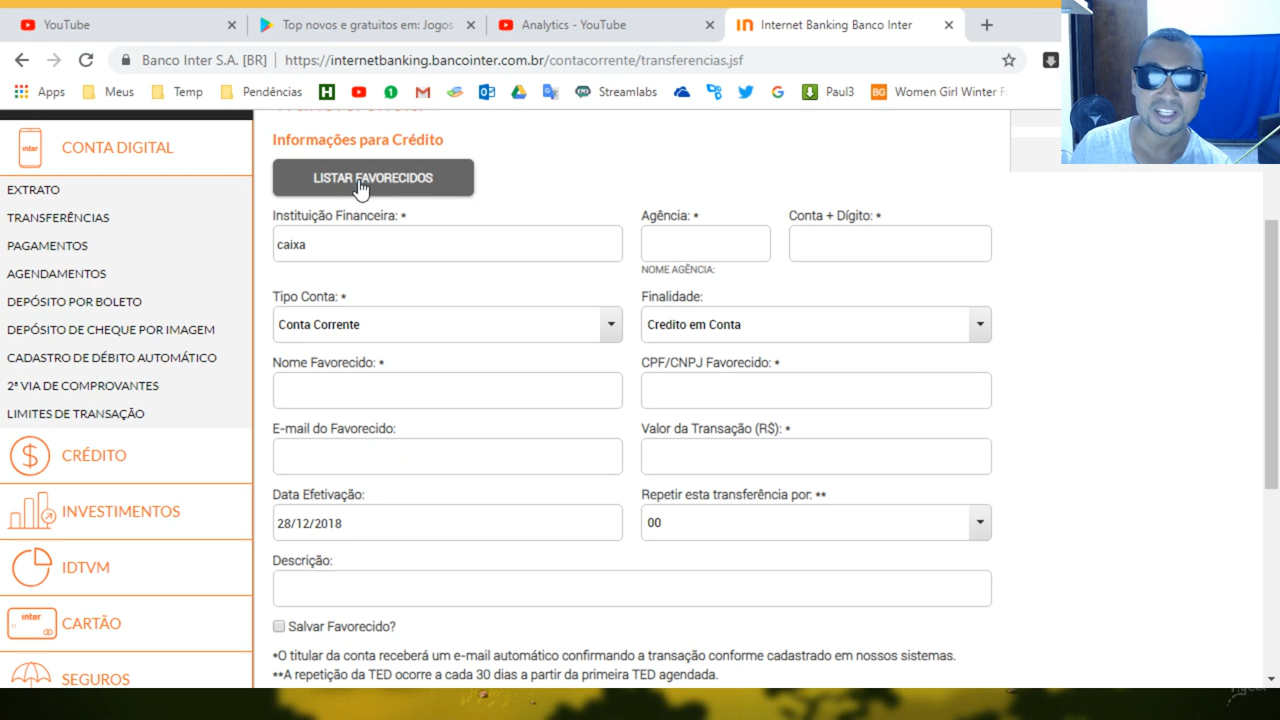 YouTube
Top novos e gratuitos em: Jogos
Analytics - YouTube
in Internet Banking Banco Inter
Banco Inter S.A. [BR] https://internetbanking.bancointer.com.br/contacorrente/transferencias.jsf
Apps Meus Temp Pendências H 1 Streamlabs G Paul3 BG Women Girl Winter F
Informações para Crédito
LISTAR FAVORECIDOS
Instituição Financeira: * Agência: * Conta + Dígito: *
caixa
NOME AGÊNCIA:
Tipo Conta: * Finalidade:
Conta Corrente Credito em Conta
Nome Favorecido: * CPF/CNPJ Favorecido: *
E-mail do Favorecido: Valor da Transação (R$): *
Data Efetivação: Repetir esta transferência por: **
28/12/2018 00
Descrição:
Salvar Favorecido?
*O titular da conta receberá um e-mail automático confirmando a transação conforme cadastrado em nossos sistemas.
**A repetição da TED ocorre a cada 30 dias a partir da primeira TED agendada.
inter CONTA DIGITAL
EXTRATO
TRANSFERÊNCIAS
PAGAMENTOS
AGENDAMENTOS
DEPÓSITO POR BOLETO
DEPÓSITO DE CHEQUE POR IMAGEM
CADASTRO DE DÉBITO AUTOMÁTICO
2ª VIA DE COMPROVANTES
LIMITES DE TRANSAÇÃO
$ CRÉDITO
INVESTIMENTOS
IDTVM
inter CARTÃO
SEGUROS